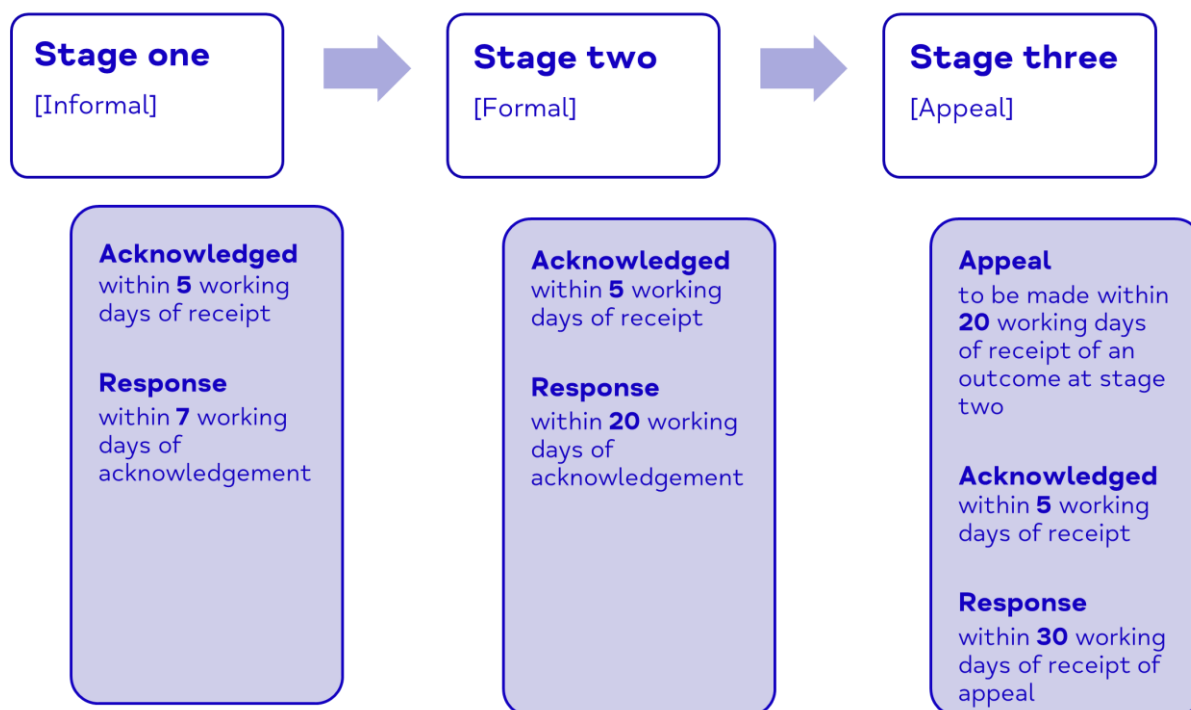 Stage one
[Informal]
Stage two
[Formal]
Stage three
[Appeal]
Acknowledged
within 5 working
days of receipt
Response
within 7 working
days of
acknowledgement
Acknowledged
within 5 working
days of receipt
Response
within 20 working
days of
acknowledgement
Appeal
to be made within
20 working days
of receipt of an
outcome at stage
two
Acknowledged
within 5 working
days of receipt
Response
within 30 working
days of receipt of
appeal